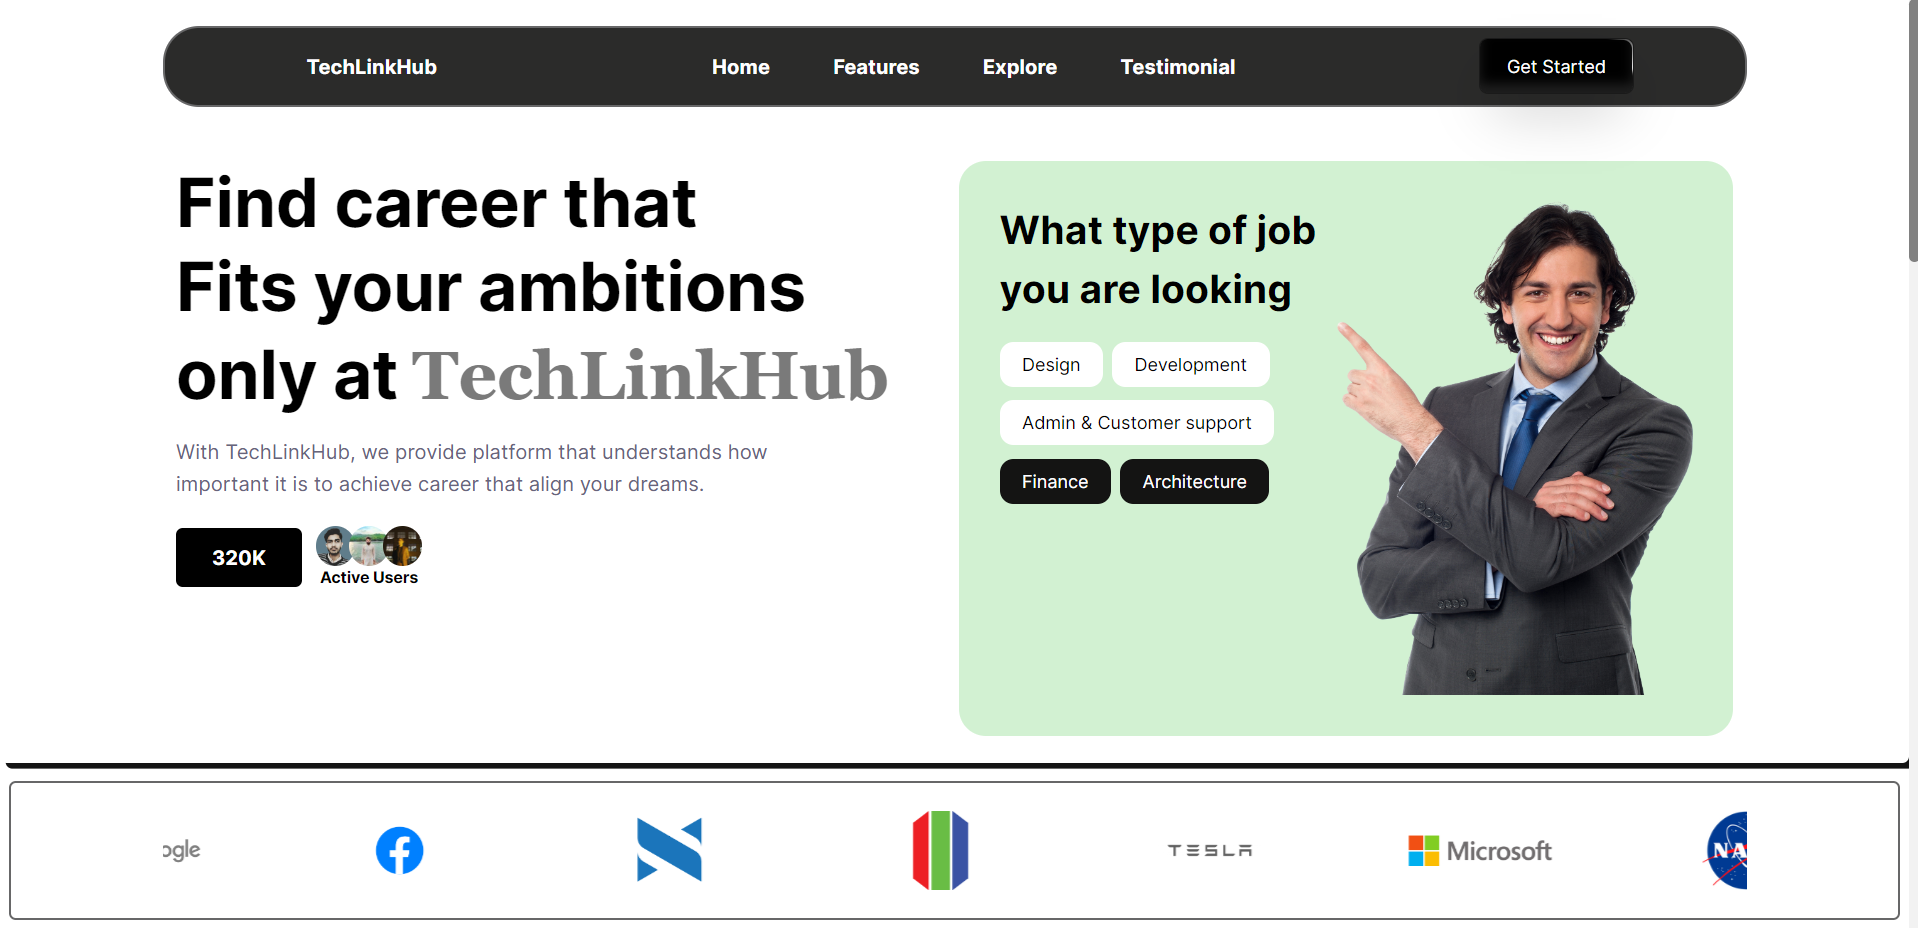 TechLinkHub
Home
Features
Explore
Testimonial
Get Started
Find career that
Fits your ambitions
only at TechLinkHub
With TechLinkHub, we provide platform that understands how
important it is to achieve career that align your dreams.
320K
Active Users
What type of job
you are looking
Design
Development
Admin & Customer support
Finance
Architecture
ogle
TESLA
Microsoft
NA